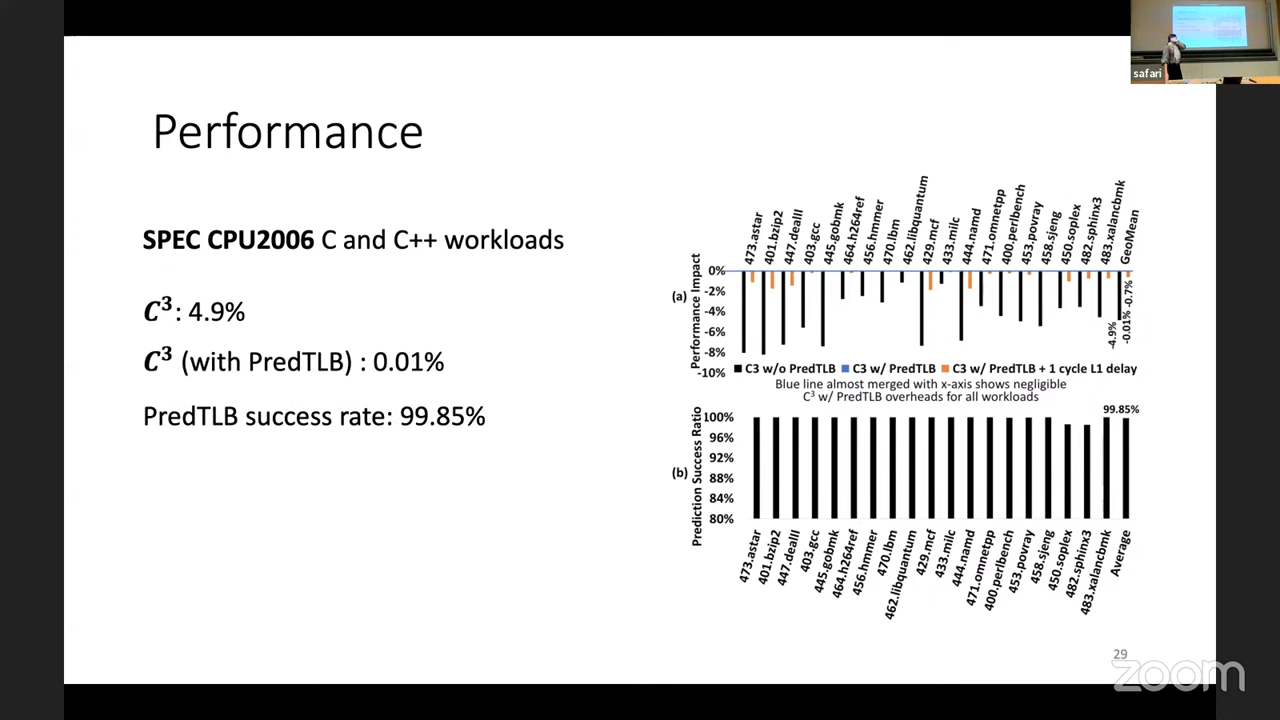 safari
Performance
SPEC CPU2006 C and C++ workloads
C³: 4.9%
C³ (with PredTLB) : 0.01%
PredTLB success rate: 99.85%
473.astar
401.bzip2
447.dealII
403.gcc
445.gobmk
464.h264ref
456.hmmer
470.lbm
462.libquantum
429.mcf
433.milc
444.namd
471.omnetpp
400.perlbench
453.povray
458.sjeng
450.soplex
482.sphinx3
483.xalancbmk
GeoMean
(a)
Performance Impact
0%
-2%
-4%
-6%
-8%
-10%
-4.9%
-0.01%
-0.7%
C3 w/o PredTLB C3 w/ PredTLB C3 w/ PredTLB + 1 cycle L1 delay
Blue line almost merged with x-axis shows negligible
C³ w/ PredTLB overheads for all workloads
(b)
Prediction Success Ratio
100%
96%
92%
88%
84%
80%
99.85%
473.astar
401.bzip2
447.dealII
403.gcc
445.gobmk
464.h264ref
456.hmmer
470.lbm
462.libquantum
429.mcf
433.milc
444.namd
471.omnetpp
400.perlbench
453.povray
458.sjeng
450.soplex
482.sphinx3
483.xalancbmk
Average
29
zoom